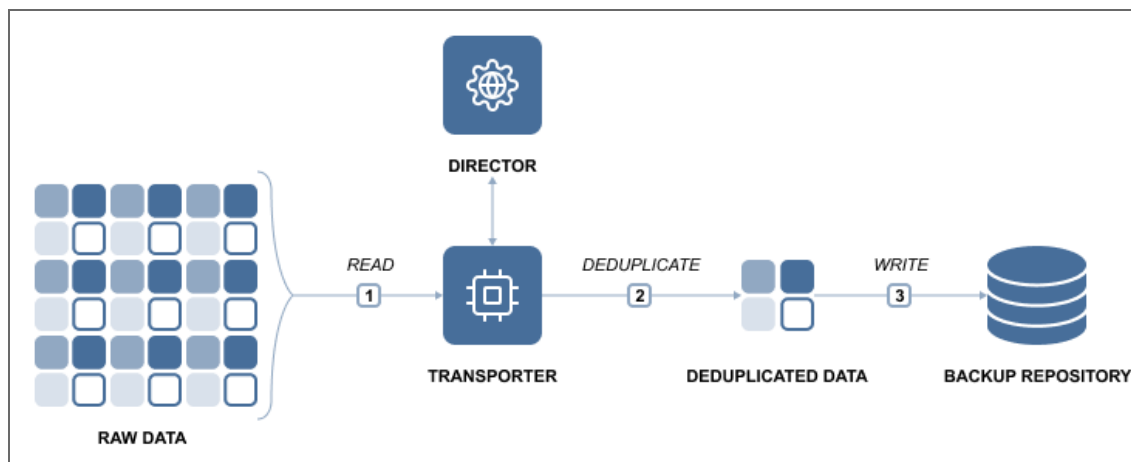 DIRECTOR
READ
1
DEDUPLICATE
2
WRITE
3
TRANSPORTER
DEDUPLICATED DATA
BACKUP REPOSITORY
RAW DATA